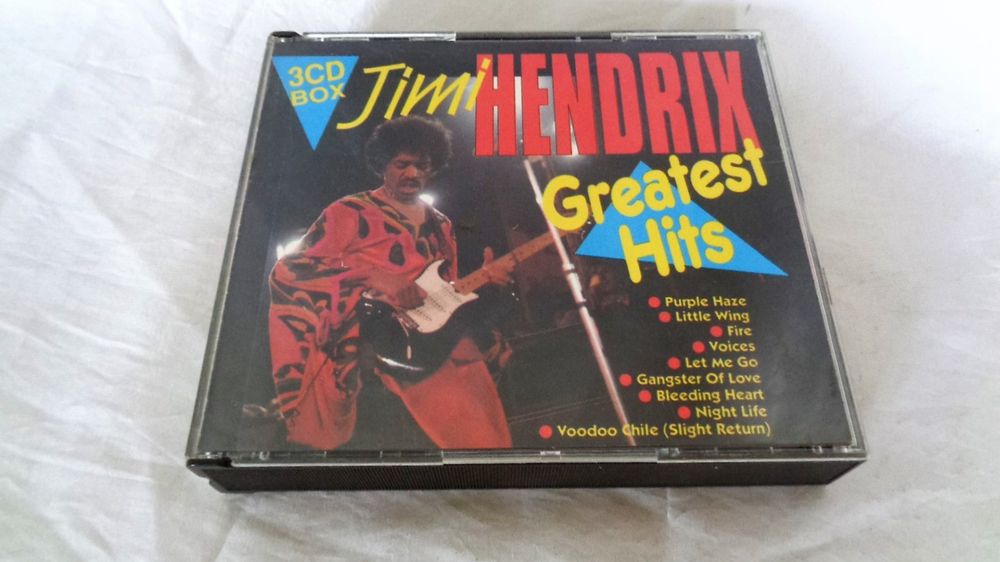 3CD
BOX
Jimi HENDRIX
Greatest
Hits
Purple Haze
Little Wing
Fire
Voices
Let Me Go
Gangster Of Love
Bleeding Heart
Night Life
Voodoo Chile (Slight Return)